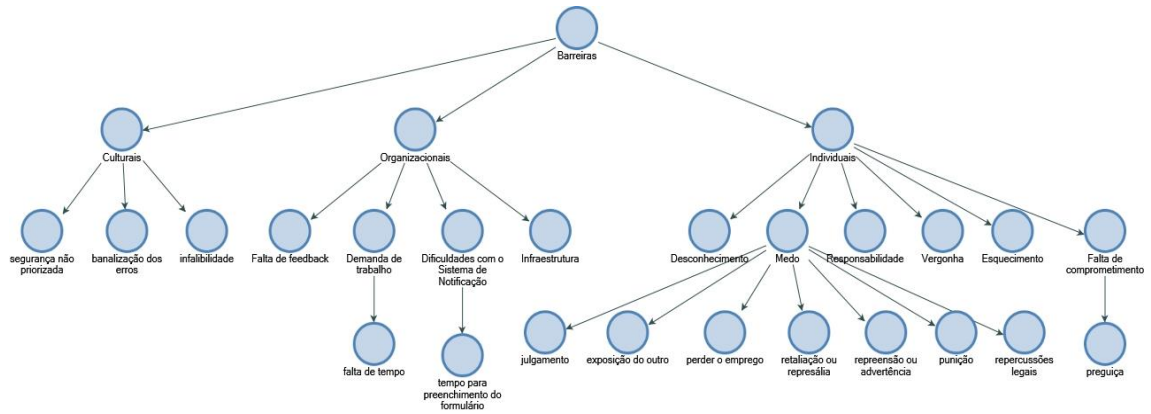 Barreiras
Culturais
Organizacionais
Individuais
segurança não
priorizada
banalização dos
erros
infalibilidade
Falta de feedback
Demanda de
trabalho
Dificuldades com o
Sistema de
Notificação
Infraestrutura
Desconhecimento
Medo
Responsabilidade
Vergonha
Esquecimento
Falta de
comprometimento
falta de tempo
tempo para
preenchimento do
formulário
julgamento
exposição do outro
perder o emprego
retaliação ou
represália
repreensão ou
advertência
punição
repercussões
legais
preguiça